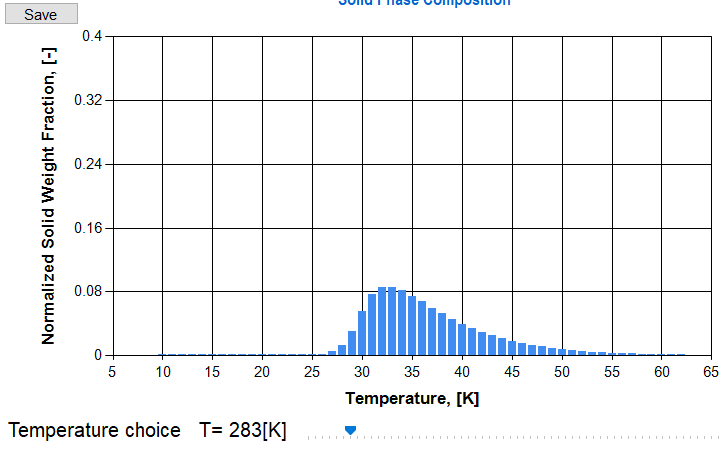 Save
Solid Phase Composition
Normalized Solid Weight Fraction, [-]
0.4
0.32
0.24
0.16
0.08
0
5 10 15 20 25 30 35 40 45 50 55 60 65
Temperature, [K]
Temperature choice T= 283[K]